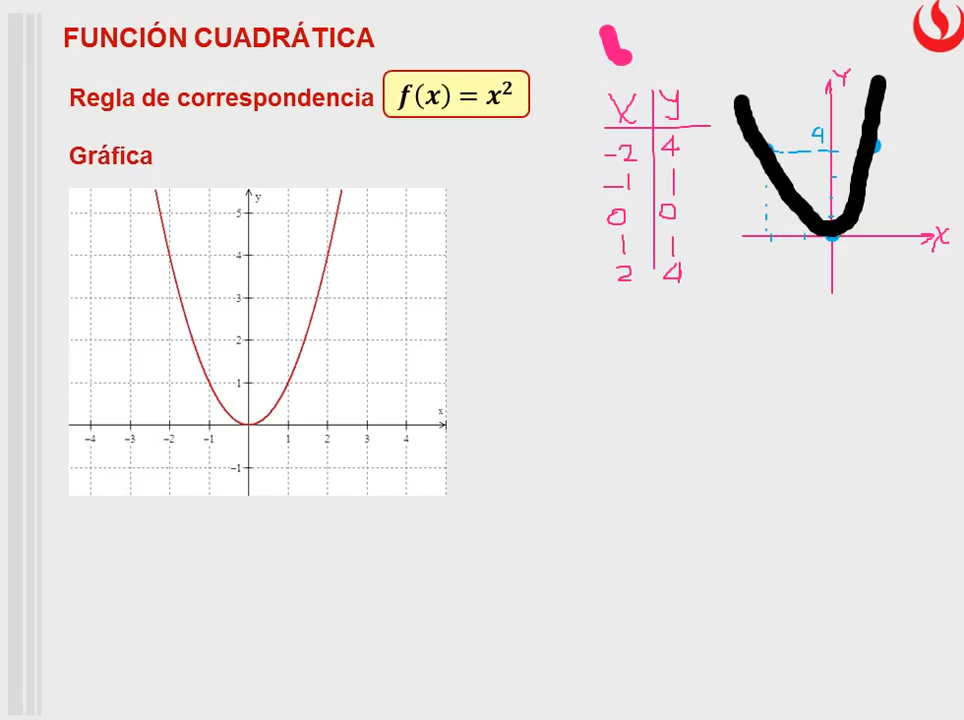 FUNCIÓN CUADRÁTICA
Regla de correspondencia f(x) = x²
Gráfica
y
5
4
3
2
1
x
-4 -3 -2 -1 1 2 3 4
-1
X Y
-2 4
-1 1
0 0
1 1
2 4
Y
4
X